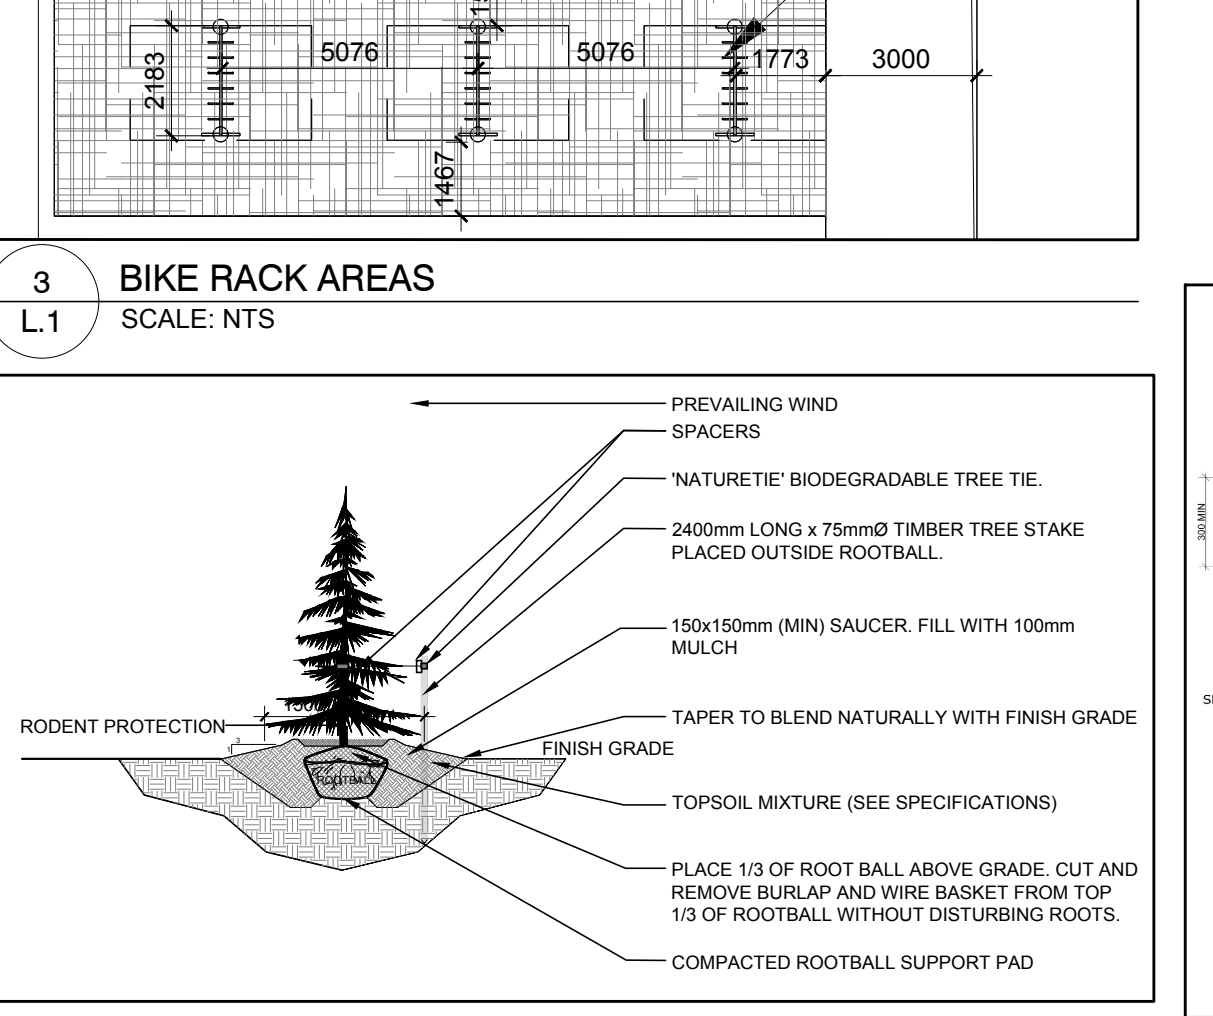 5076
5076
1773
3000
2183
1467
3
L.1
BIKE RACK AREAS
SCALE: NTS
PREVAILING WIND
SPACERS
'NATURETIE' BIODEGRADABLE TREE TIE.
2400mm LONG x 75mmØ TIMBER TREE STAKE
PLACED OUTSIDE ROOTBALL.
300 MIN
150x150mm (MIN) SAUCER. FILL WITH 100mm
MULCH
RODENT PROTECTION
TAPER TO BLEND NATURALLY WITH FINISH GRADE
3
1
FINISH GRADE
ROOTBALL
TOPSOIL MIXTURE (SEE SPECIFICATIONS)
PLACE 1/3 OF ROOT BALL ABOVE GRADE. CUT AND
REMOVE BURLAP AND WIRE BASKET FROM TOP
1/3 OF ROOTBALL WITHOUT DISTURBING ROOTS.
COMPACTED ROOTBALL SUPPORT PAD